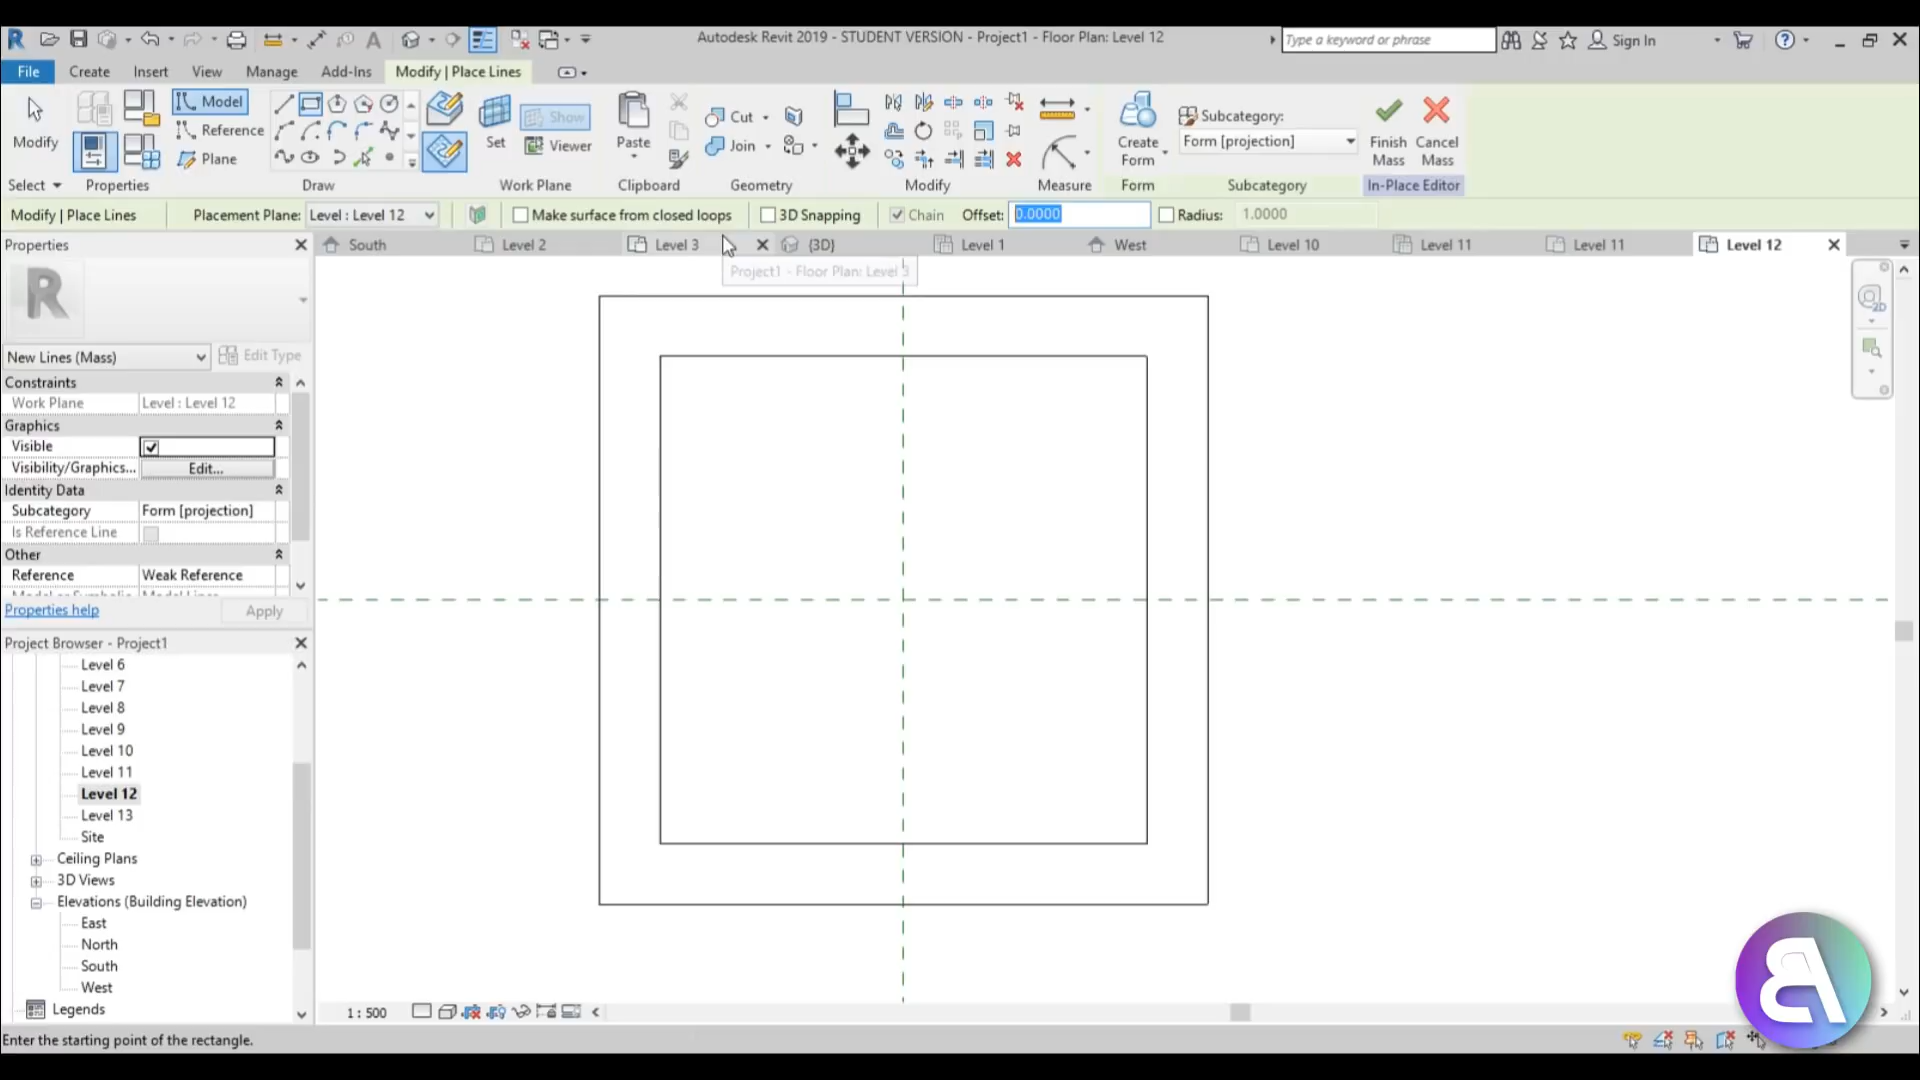 Autodesk Revit 2019 - STUDENT VERSION - Project1 - Floor Plan: Level 12
Type a keyword or phrase
Sign In
File Create Insert View Manage Add-Ins Modify | Place Lines
Modify
Model
Reference
Plane
Set
Show
Viewer
Paste
Cut
Join
Create Form
Subcategory:
Form [projection]
Finish Mass
Cancel Mass
Select Properties Draw Work Plane Clipboard Geometry Modify Measure Form Subcategory In-Place Editor
Modify | Place Lines Placement Plane: Level : Level 12 Make surface from closed loops 3D Snapping Chain Offset: 0.0000 Radius: 1.0000
Properties
South Level 2 Level 3 {3D} Level 1 West Level 10 Level 11 Level 11 Level 12
Project1 - Floor Plan: Level 3
2D
R
New Lines (Mass) Edit Type
Constraints
Work Plane Level : Level 12
Graphics
Visible
Visibility/Graphics... Edit...
Identity Data
Subcategory Form [projection]
Is Reference Line
Other
Reference Weak Reference
Properties help Apply
Project Browser - Project1
Level 6
Level 7
Level 8
Level 9
Level 10
Level 11
Level 12
Level 13
Site
Ceiling Plans
3D Views
Elevations (Building Elevation)
East
North
South
West
Legends
1 : 500
Enter the starting point of the rectangle.